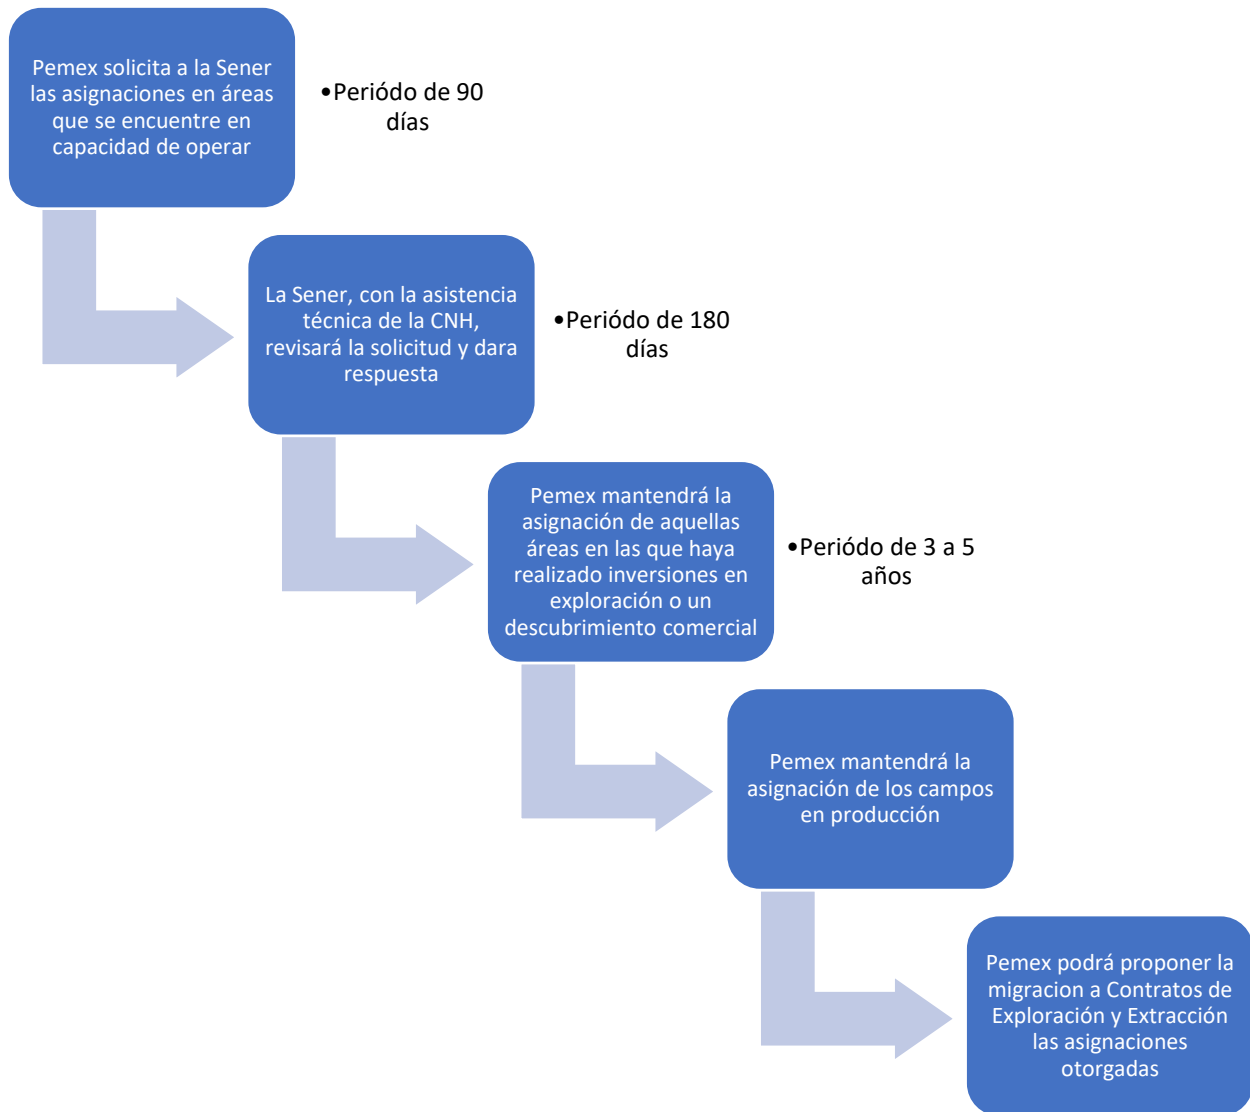 Pemex solicita a la Sener
las asignaciones en áreas
que se encuentre en
capacidad de operar
•Periódo de 90
días
La Sener, con la asistencia
técnica de la CNH,
revisará la solicitud y dara
respuesta
•Periódo de 180
días
Pemex mantendrá la
asignación de aquellas
áreas en las que haya
realizado inversiones en
exploración o un
descubrimiento comercial
•Periódo de 3 a 5
años
Pemex mantendrá la
asignación de los campos
en producción
Pemex podrá proponer la
migracion a Contratos de
Exploración y Extracción
las asignaciones
otorgadas